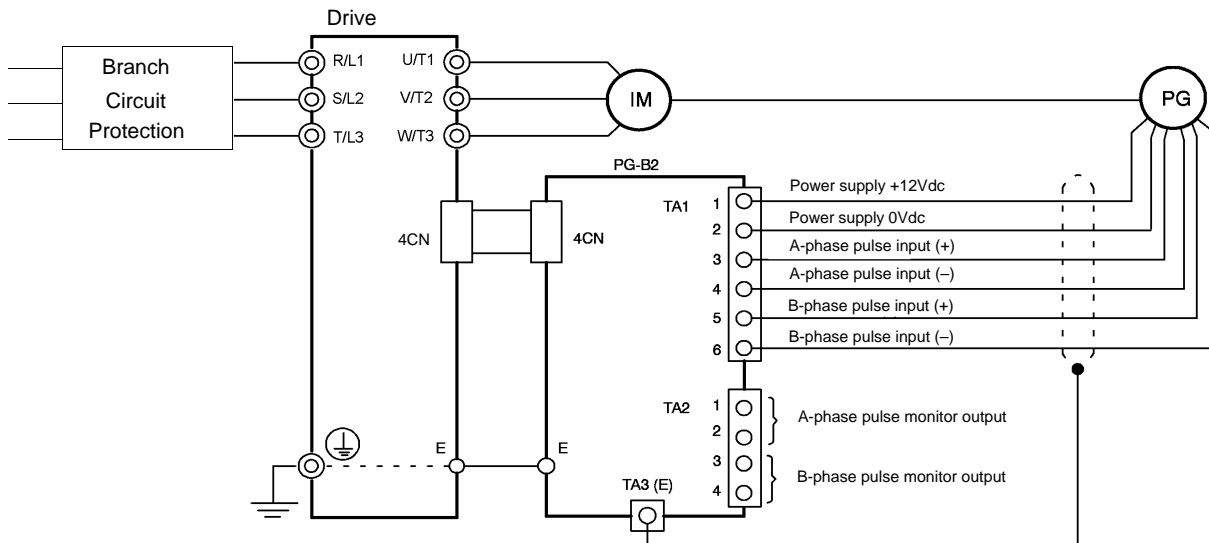 Drive
Branch
Circuit
Protection
R/L1
U/T1
S/L2
V/T2
T/L3
W/T3
IM
PG
PG-B2
4CN
4CN
TA1
1
Power supply +12Vdc
2
Power supply 0Vdc
3
A-phase pulse input (+)
4
A-phase pulse input (–)
5
B-phase pulse input (+)
6
B-phase pulse input (–)
TA2
1
2
A-phase pulse monitor output
3
4
B-phase pulse monitor output
E
E
TA3 (E)